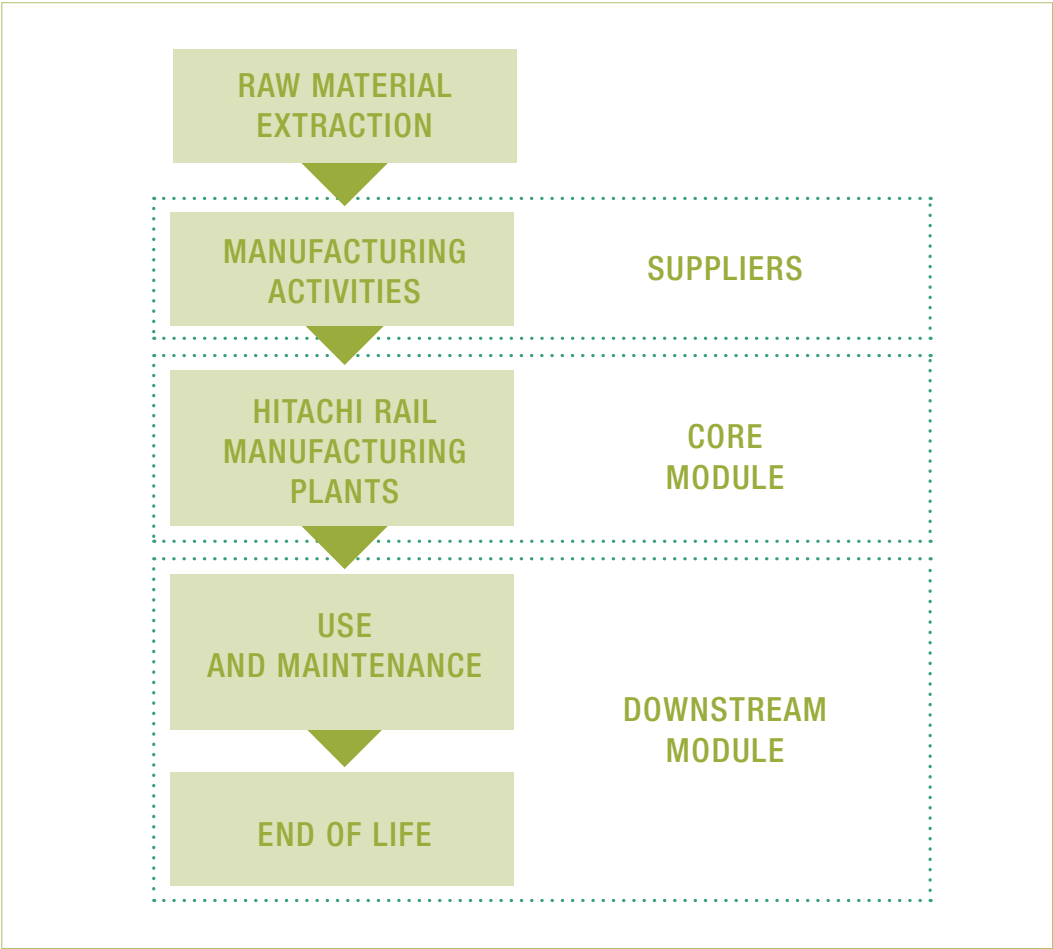 RAW MATERIAL
EXTRACTION
MANUFACTURING
ACTIVITIES
SUPPLIERS
HITACHI RAIL
MANUFACTURING
PLANTS
CORE
MODULE
USE
AND MAINTENANCE
DOWNSTREAM
MODULE
END OF LIFE